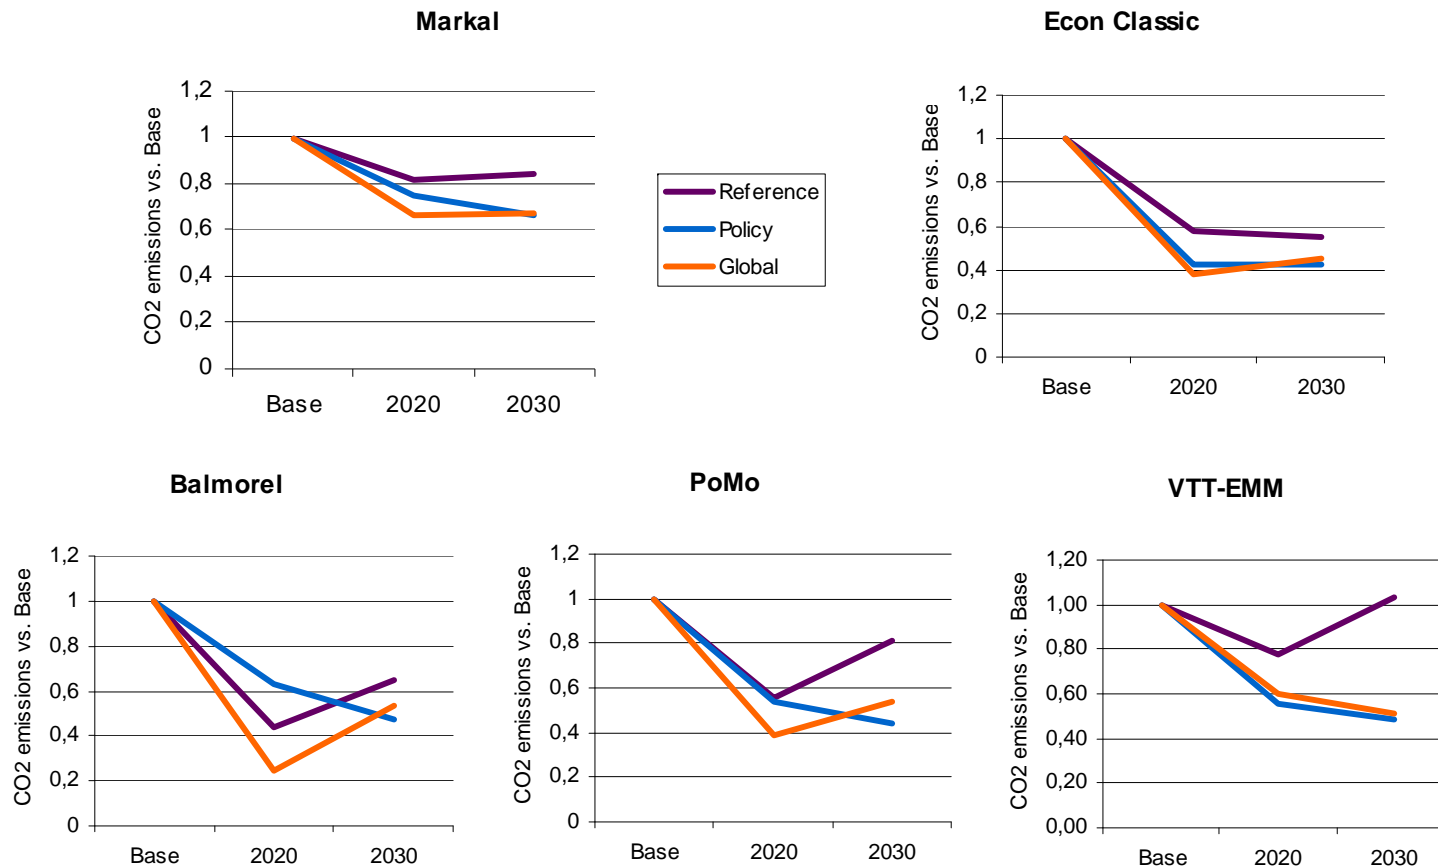 Markal
CO2 emissions vs. Base
1,2
1
0,8
0,6
0,4
0,2
0
Base 2020 2030
Reference
Policy
Global
Econ Classic
CO2 emissions vs. Base
1,2
1
0,8
0,6
0,4
0,2
0
Base 2020 2030
Balmorel
CO2 emissions vs. Base
1,2
1
0,8
0,6
0,4
0,2
0
Base 2020 2030
PoMo
CO2 emissions vs. Base
1,2
1
0,8
0,6
0,4
0,2
0
Base 2020 2030
VTT-EMM
CO2 emissions vs. Base
1,20
1,00
0,80
0,60
0,40
0,20
0,00
Base 2020 2030